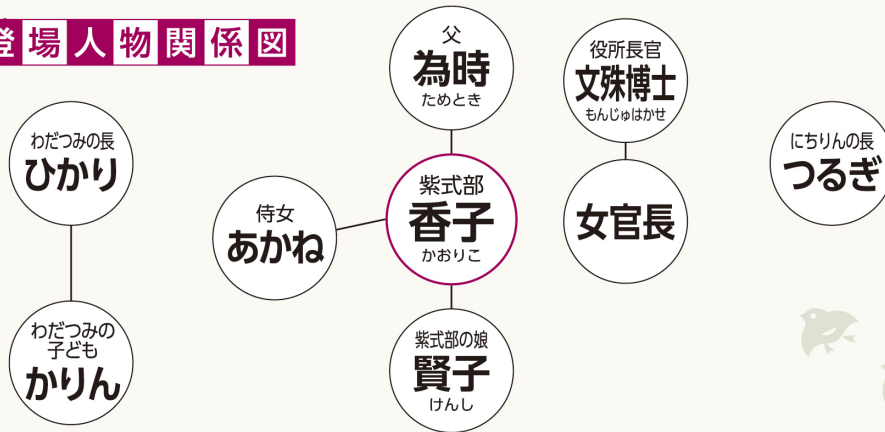 登場人物関係図
父
為時
ためとき
役所長官
文殊博士
もんじゅはかせ
わだつみの長
ひかり
にちりんの長
つるぎ
侍女
あかね
紫式部
香子
かおりこ
女官長
わだつみの
子ども
かりん
紫式部の娘
賢子
けんし